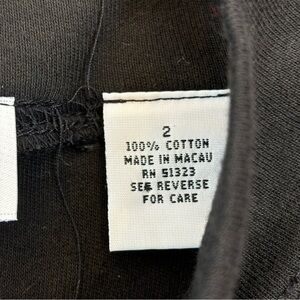 2
100% COTTON
MADE IN MACAU
RN 51323
SEE REVERSE
FOR CARE